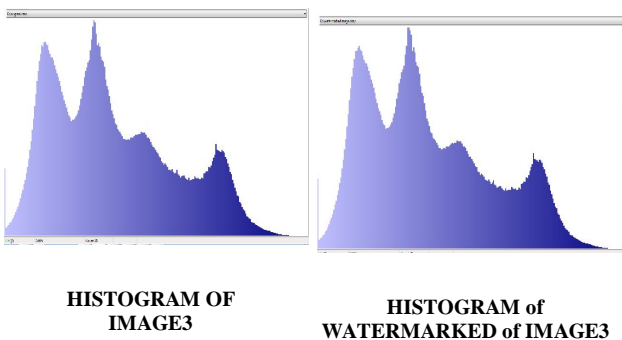 HISTOGRAM OF
IMAGE3
HISTOGRAM of
WATERMARKED of IMAGE3